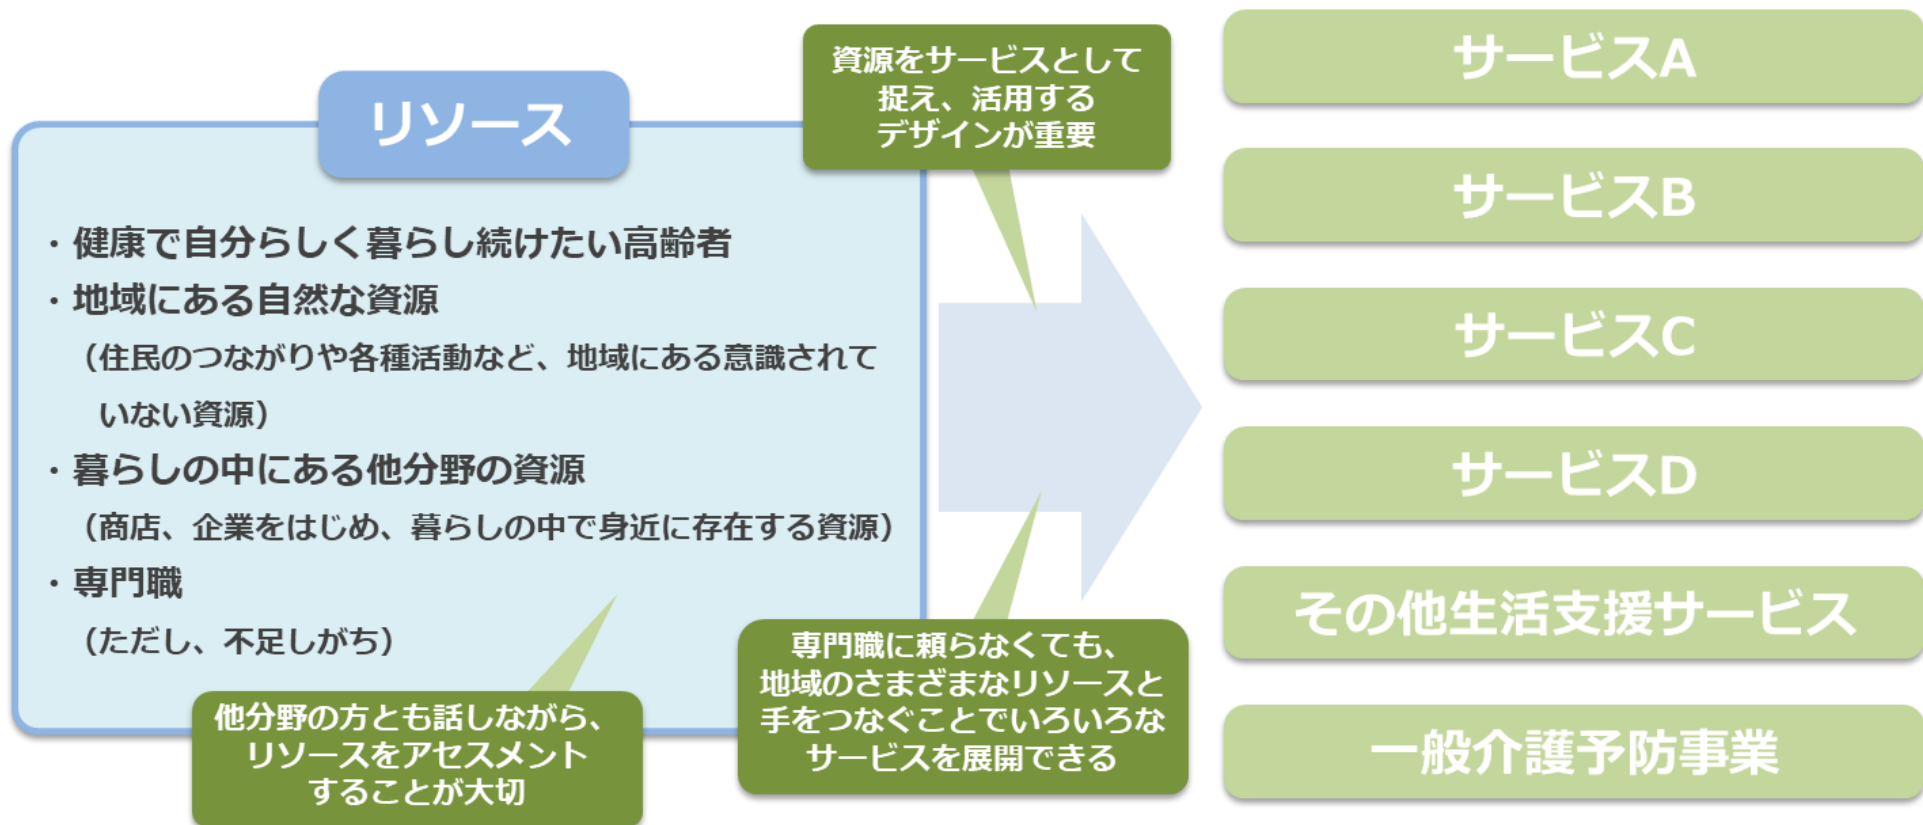 リソース
・健康で自分らしく暮らし続けたい高齢者
・地域にある自然な資源
（住民のつながりや各種活動など、地域にある意識されて
いない資源）
・暮らしの中にある他分野の資源
（商店、企業をはじめ、暮らしの中で身近に存在する資源）
・専門職
（ただし、不足しがち）
他分野の方とも話しながら、
リソースをアセスメント
することが大切
資源をサービスとして
捉え、活用する
デザインが重要
専門職に頼らなくても、
地域のさまざまなリソースと
手をつなぐことでいろいろな
サービスを展開できる
サービスA
サービスB
サービスC
サービスD
その他生活支援サービス
一般介護予防事業